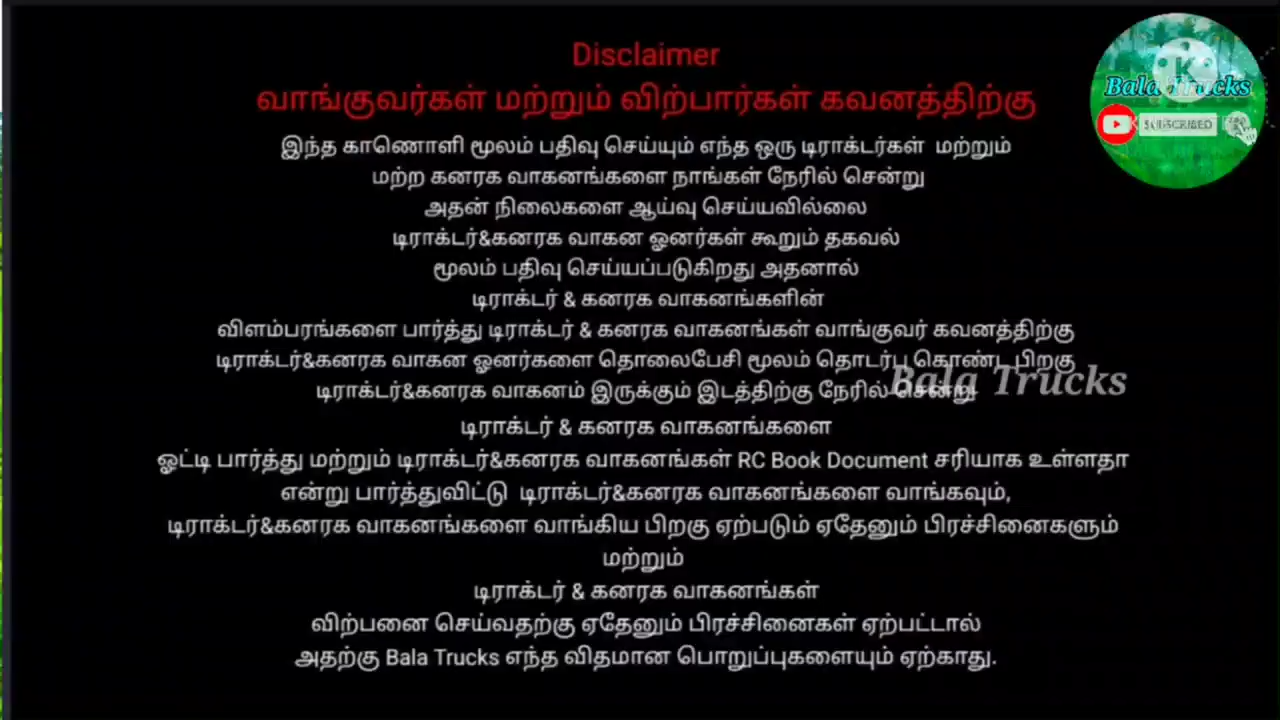 Disclaimer
வாங்குவர்கள் மற்றும் விற்பார்கள் கவனத்திற்கு
இந்த காணொளி மூலம் பதிவு செய்யும் எந்த ஒரு டிராக்டர்கள் மற்றும்
மற்ற கனரக வாகனங்களை நாங்கள் நேரில் சென்று
அதன் நிலைகளை ஆய்வு செய்யவில்லை
டிராக்டர்&கனரக வாகன ஓனர்கள் கூறும் தகவல்
மூலம் பதிவு செய்யப்படுகிறது அதனால்
டிராக்டர் & கனரக வாகனங்களின்
விளம்பரங்களை பார்த்து டிராக்டர் & கனரக வாகனங்கள் வாங்குவர் கவனத்திற்கு
டிராக்டர்&கனரக வாகன ஓனர்களை தொலைபேசி மூலம் தொடர்பு கொண்ட பிறகு
டிராக்டர்&கனரக வாகனம் இருக்கும் இடத்திற்கு நேரில் சென்று
டிராக்டர் & கனரக வாகனங்களை
ஓட்டி பார்த்து மற்றும் டிராக்டர்&கனரக வாகனங்கள் RC Book Document சரியாக உள்ளதா
என்று பார்த்துவிட்டு டிராக்டர்&கனரக வாகனங்களை வாங்கவும்,
டிராக்டர்&கனரக வாகனங்களை வாங்கிய பிறகு ஏற்படும் ஏதேனும் பிரச்சினைகளும்
மற்றும்
டிராக்டர் & கனரக வாகனங்கள்
விற்பனை செய்வதற்கு ஏதேனும் பிரச்சினைகள் ஏற்பட்டால்
அதற்கு Bala Trucks எந்த விதமான பொறுப்புகளையும் ஏற்காது.
Bala Trucks
SUBSCRIBED
Bala Trucks